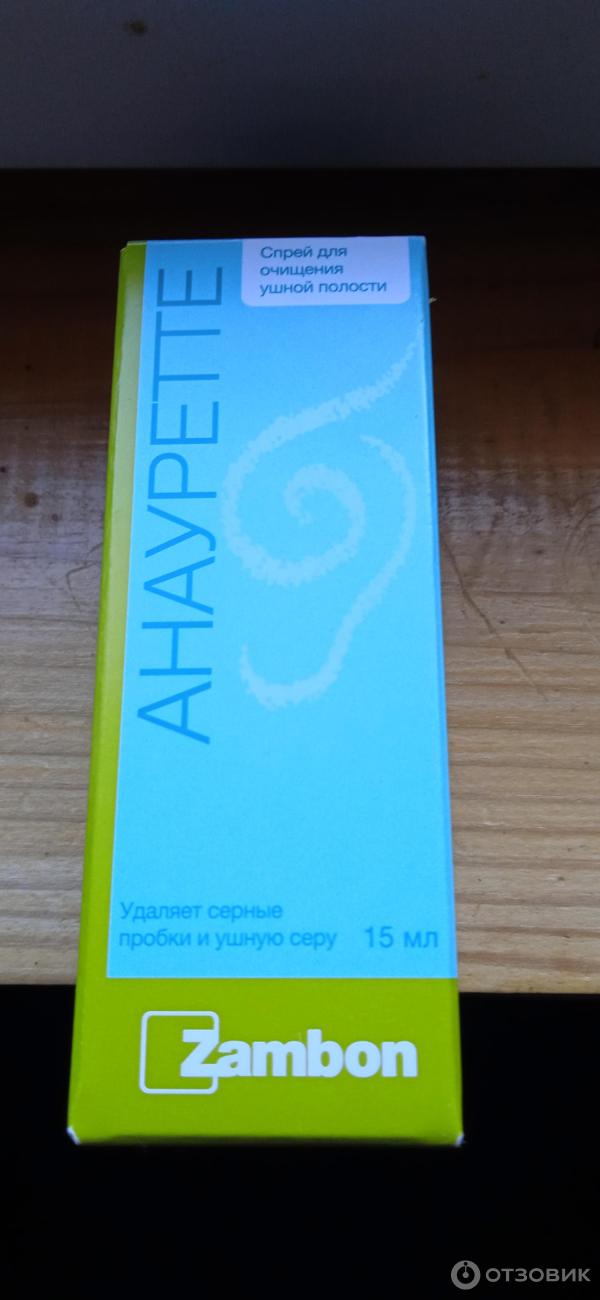 Спрей для
очищения
ушной полости
АНАУРЕТТЕ
Удаляет серные
пробки и ушную серу 15 мл
Zambon
ОТЗОВИК